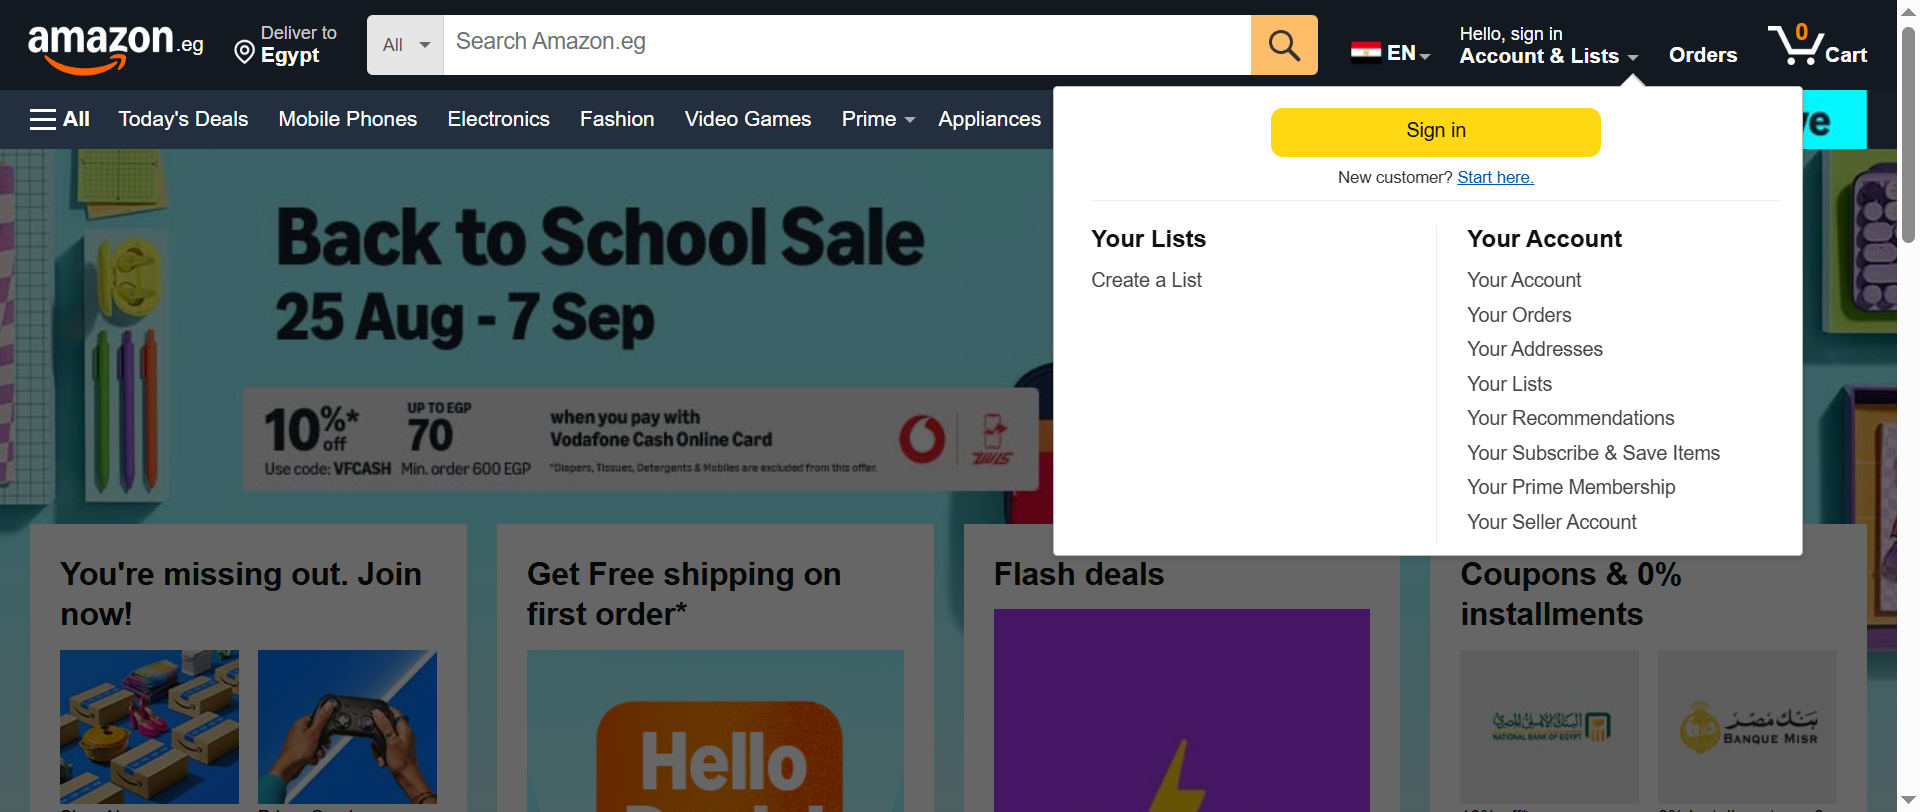 amazon.eg
Deliver to
Egypt
All
Search Amazon.eg
EN
Hello, sign in
Account & Lists
Orders
0
Cart
All
Today's Deals
Mobile Phones
Electronics
Fashion
Video Games
Prime
Appliances
Sign in
New customer? Start here.
Your Lists
Create a List
Your Account
Your Account
Your Orders
Your Addresses
Your Lists
Your Recommendations
Your Subscribe & Save Items
Your Prime Membership
Your Seller Account
Back to School Sale
25 Aug - 7 Sep
10%* off
Use code: VFCASH
UP TO EGP
70
Min. order 600 EGP
when you pay with
Vodafone Cash Online Card
*Diapers, Tissues, Detergents & Mobiles are excluded from this offer.
You're missing out. Join
now!
Get Free shipping on
first order*
Hello
Flash deals
Coupons & 0%
installments
البنك الأهلي المصري
NATIONAL BANK OF EGYPT
بنك مصر
BANQUE MISR